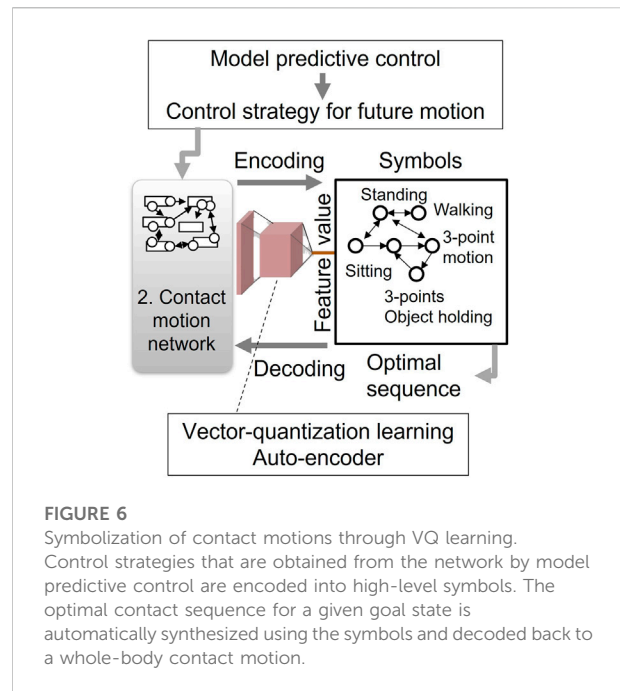 Model predictive control
Control strategy for future motion
Encoding
Symbols
2. Contact
motion
network
Feature value
Standing
Walking
3-point
motion
Sitting
3-points
Object holding
Decoding
Optimal
sequence
Vector-quantization learning
Auto-encoder
FIGURE 6
Symbolization of contact motions through VQ learning.
Control strategies that are obtained from the network by model
predictive control are encoded into high-level symbols. The
optimal contact sequence for a given goal state is
automatically synthesized using the symbols and decoded back to
a whole-body contact motion.